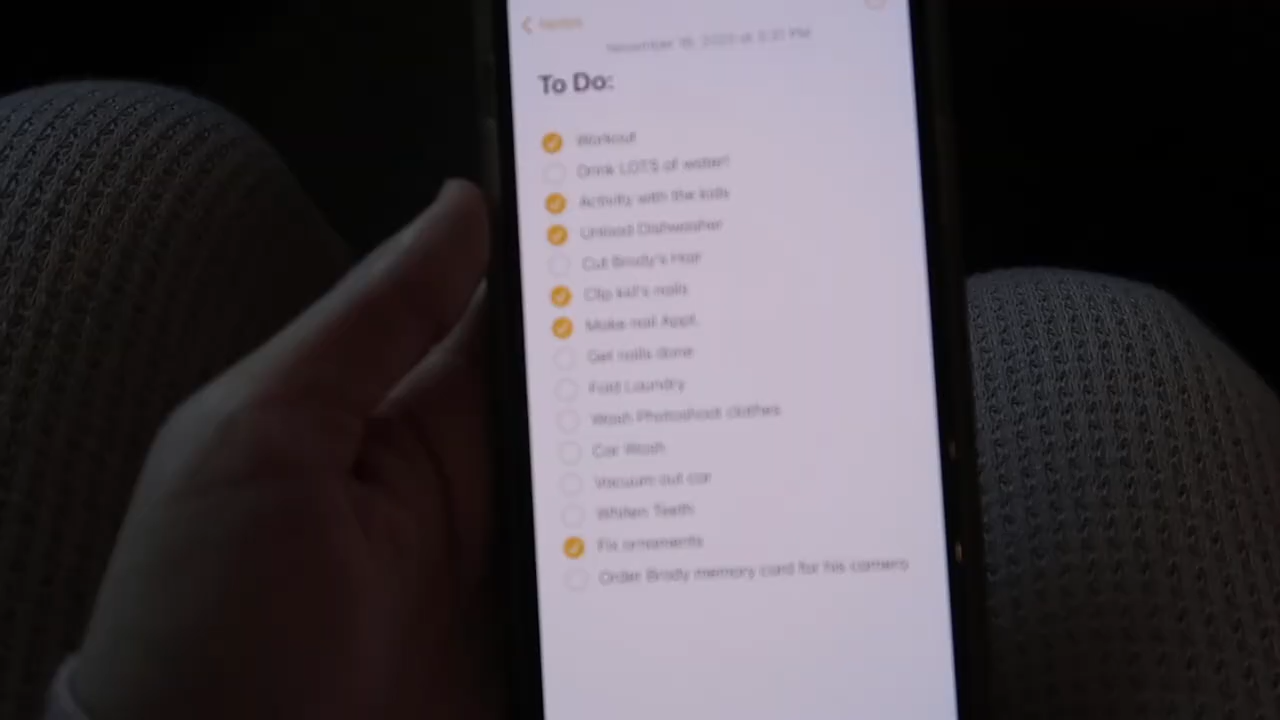 Notes
To Do:
Workout
Drink LOTS of water!
Activity with the kids
Unload Dishwasher
Cut Brody's Hair
Clip kid's nails
Make nail Appt.
Get nails done
Fold Laundry
Wash Photoshoot clothes
Car Wash
Vacuum out car
Whiten Teeth
Fix ornaments
Order Brody memory card for his camera